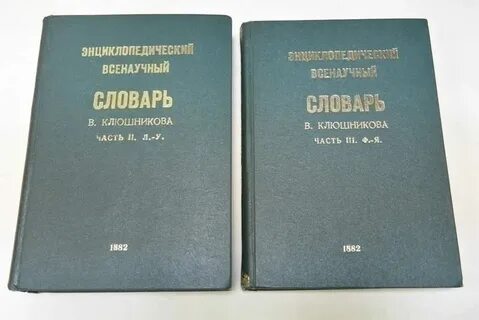 ЭНЦИКЛОПЕДИЧЕСКИЙ
ВСЕНАУЧНЫЙ
СЛОВАРЬ
В. КЛЮШНИКОВА
ЧАСТЬ II. Л.-У.
1882
ЭНЦИКЛОПЕДИЧЕСКИЙ
ВСЕНАУЧНЫЙ
СЛОВАРЬ
В. КЛЮШНИКОВА
ЧАСТЬ III. Ф.-Я.
1882